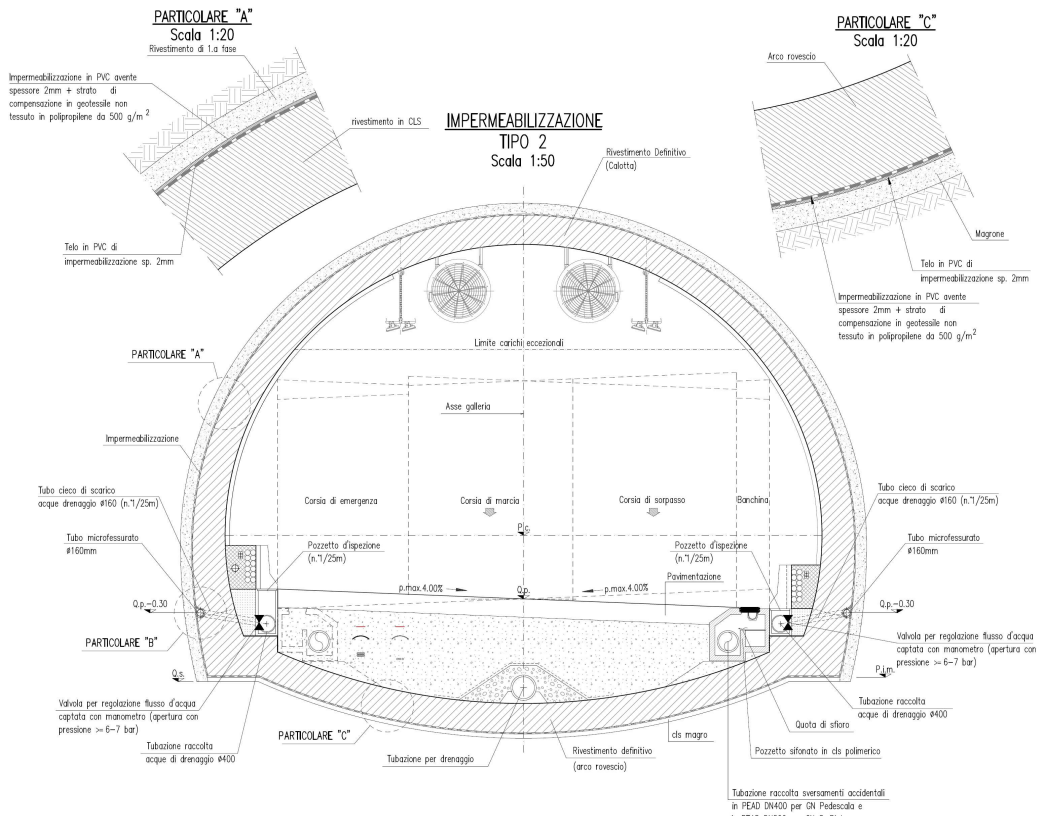 PARTICOLARE "A"
Scala 1:20
Rivestimento di 1.a fase
Impermeabilizzazione in PVC avente
spessore 2mm + strato di
compensazione in geotessile non
tessuto in polipropilene da 500 g/m²
rivestimento in CLS
Telo in PVC di
impermeabilizzazione sp. 2mm
IMPERMEABILIZZAZIONE
TIPO 2
Scala 1:50
Rivestimento Definitivo
(Calotta)
PARTICOLARE "C"
Scala 1:20
Arco rovescio
Magrone
Telo in PVC di
impermeabilizzazione sp. 2mm
Impermeabilizzazione in PVC avente
spessore 2mm + strato di
compensazione in geotessile non
tessuto in polipropilene da 500 g/m²
Limite carichi eccezionali
PARTICOLARE "A"
Asse galleria
Impermeabilizzazione
Tubo cieco di scarico
acque drenaggio ø160 (n.°1/25m)
Tubo microfessurato
ø160mm
Corsia di emergenza
Corsia di marcia
Corsia di sorpasso
Banchina
Tubo cieco di scarico
acque drenaggio ø160 (n.°1/25m)
Tubo microfessurato
ø160mm
P.c.
Pozzetto d'ispezione
(n.°1/25m)
Pozzetto d'ispezione
(n.°1/25m)
p.max.4.00%
Q.p.
p.max.4.00%
Pavimentazione
Q.p.-0.30
Q.p.-0.30
PARTICOLARE "B"
Q.s.
Valvola per regolazione flusso d'acqua
captata con manometro (apertura con
pressione >= 6-7 bar)
P.i.m.
Valvola per regolazione flusso d'acqua
captata con manometro (apertura con
pressione >= 6-7 bar)
Tubazione raccolta
acque di drenaggio ø400
Tubazione raccolta
acque di drenaggio ø400
Quota di sfioro
PARTICOLARE "C"
Tubazione per drenaggio
Rivestimento definitivo
(arco rovescio)
cls magro
Pozzetto sifonato in cls polimerico
Tubazione raccolta sversamenti accidentali
in PEAD DN400 per GN Pedescala e